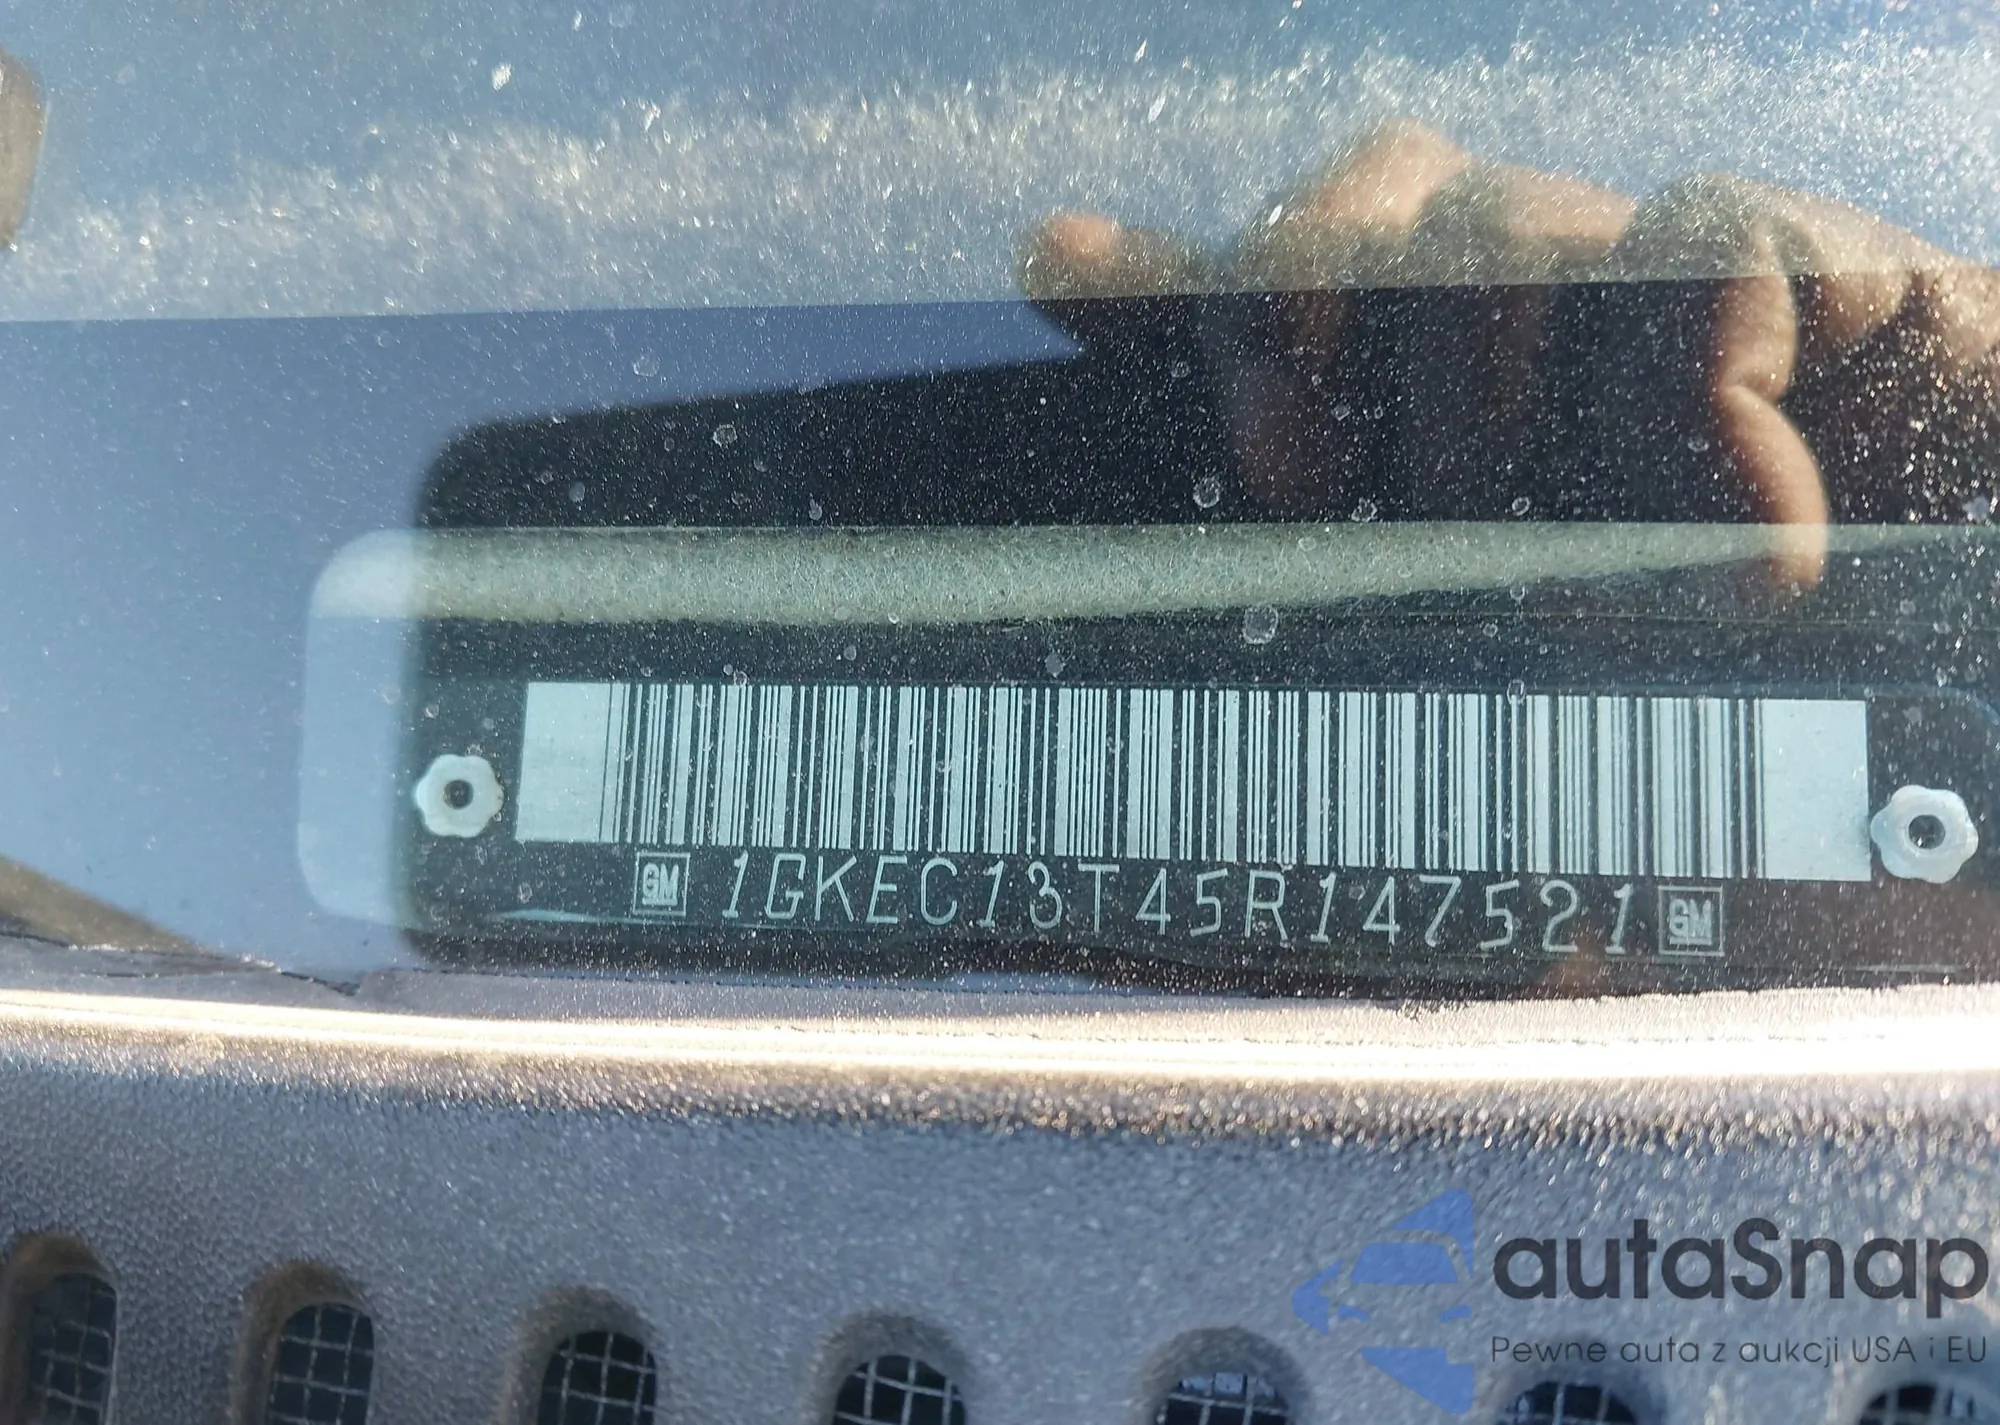 GM 1GKEC13T45R147521 GM
autaSnap
Pewne auta z aukcji USA i EU